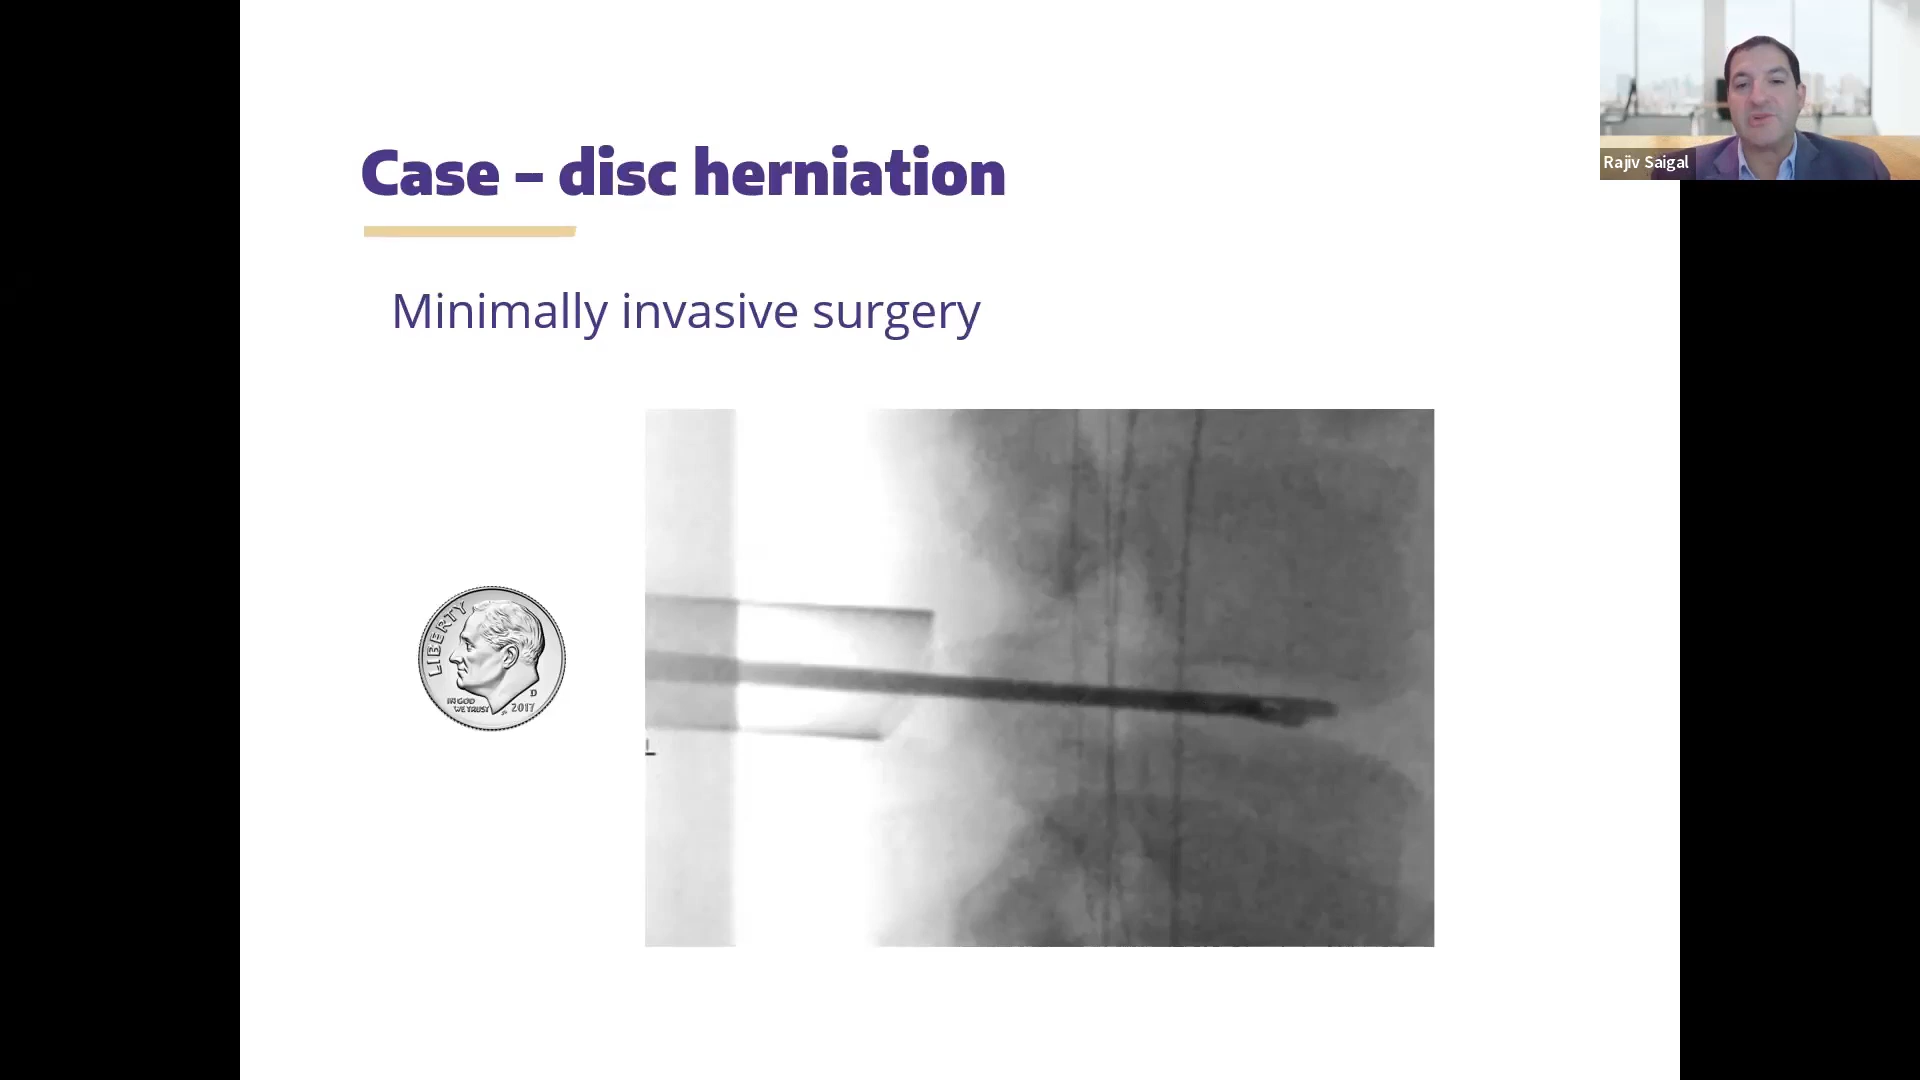 Case – disc herniation
Rajiv Saigal
Minimally invasive surgery
LIBERTY
IN GOD
WE TRUST
D
2017
L